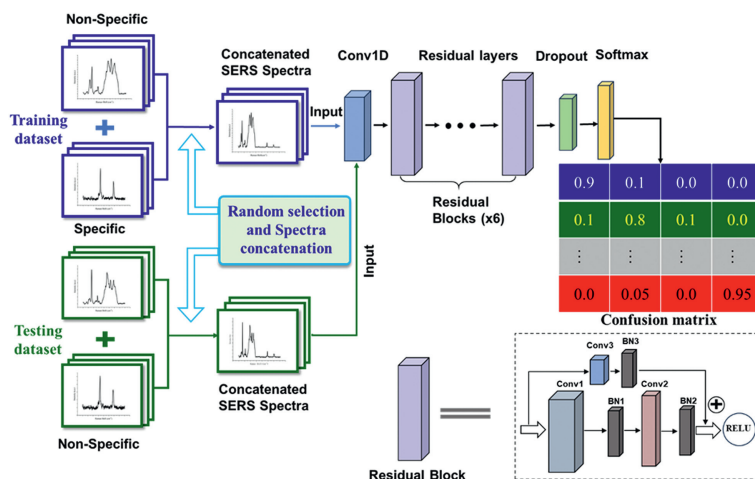 Non-Specific
Training
dataset
Specific
Concatenated
SERS Spectra
Input
Conv1D
Residual layers
Dropout
Softmax
Residual
Blocks (x6)
Random selection
and Spectra
concatenation
Input
0.9 0.1 0.0 0.0
0.1 0.8 0.1 0.0
⋮ ⋮ ⋮ ⋮
0.0 0.05 0.0 0.95
Confusion matrix
Testing
dataset
Non-Specific
Concatenated
SERS Spectra
Residual Block
Conv3
BN3
Conv1
BN1
Conv2
BN2
RELU